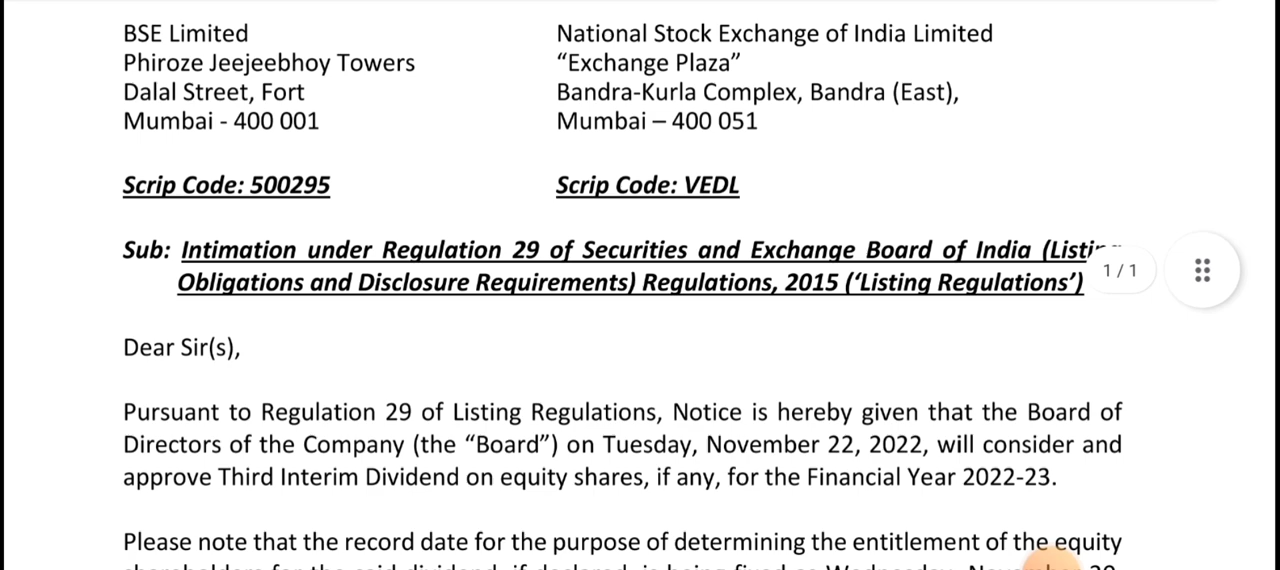 BSE Limited
Phiroze Jeejeebhoy Towers
Dalal Street, Fort
Mumbai - 400 001
National Stock Exchange of India Limited
“Exchange Plaza”
Bandra-Kurla Complex, Bandra (East),
Mumbai – 400 051
Scrip Code: 500295
Scrip Code: VEDL
Sub: Intimation under Regulation 29 of Securities and Exchange Board of India
Obligations and Disclosure Requirements) Regulations, 2015 (‘Listing Regulations’)
1 / 1
Dear Sir(s),
Pursuant to Regulation 29 of Listing Regulations, Notice is hereby given that the Board of
Directors of the Company (the “Board”) on Tuesday, November 22, 2022, will consider and
approve Third Interim Dividend on equity shares, if any, for the Financial Year 2022-23.
Please note that the record date for the purpose of determining the entitlement of the equity